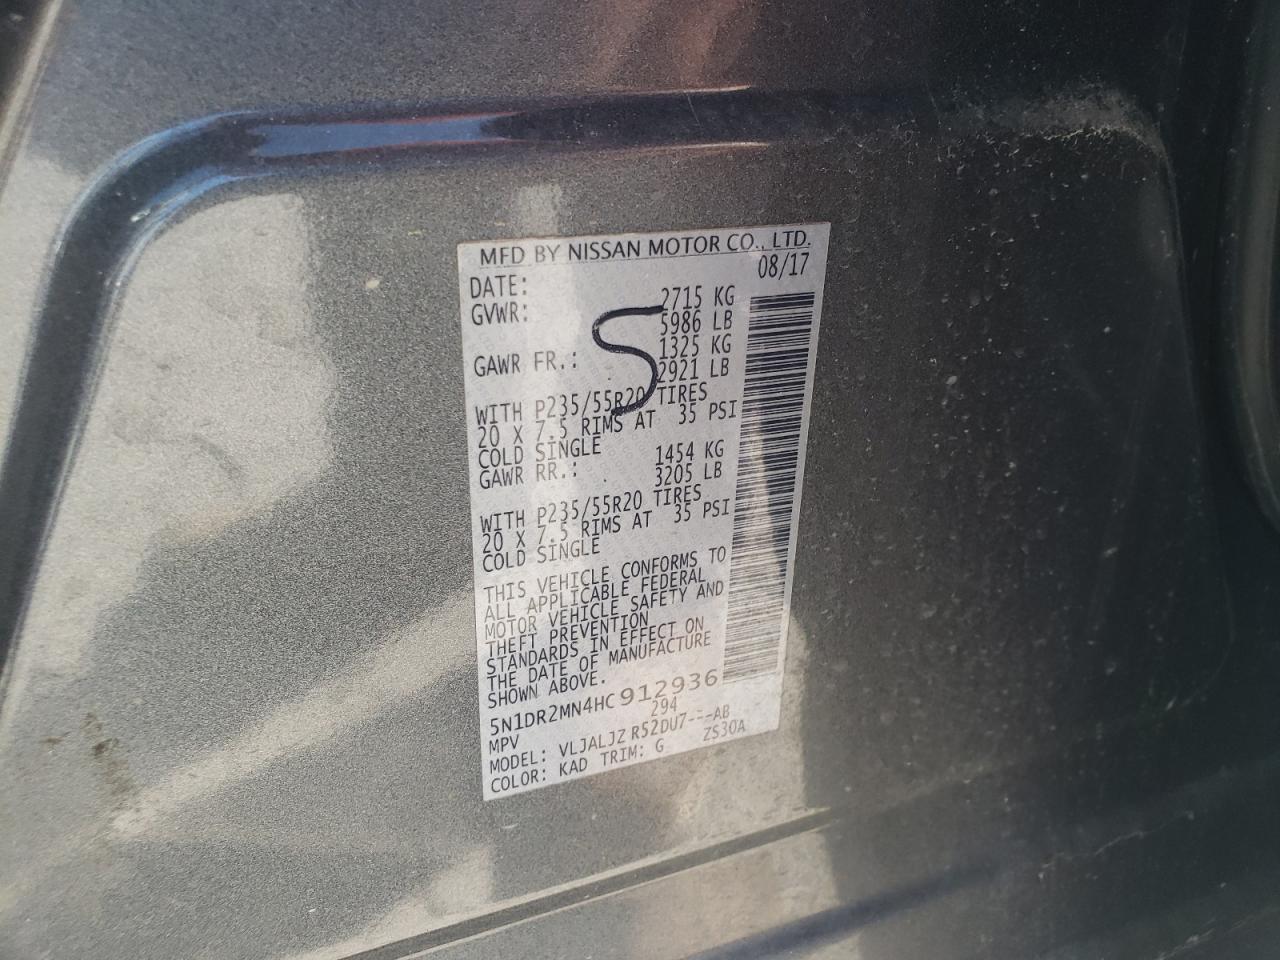 MFD BY NISSAN MOTOR CO., LTD.
DATE: 08/17
GVWR: 2715 KG
5986 LB
GAWR FR.: 1325 KG
2921 LB
WITH P235/55R20 TIRES
20 X 7.5 RIMS AT 35 PSI
COLD SINGLE
GAWR RR.: 1454 KG
3205 LB
WITH P235/55R20 TIRES
20 X 7.5 RIMS AT 35 PSI
COLD SINGLE
THIS VEHICLE CONFORMS TO
ALL APPLICABLE FEDERAL
MOTOR VEHICLE SAFETY AND
THEFT PREVENTION
STANDARDS IN EFFECT ON
THE DATE OF MANUFACTURE
SHOWN ABOVE.
5N1DR2MN4HC912936
MPV 294
MODEL: VLJALJZ R52DU7---AB
COLOR: KAD TRIM: G ZS30A
S